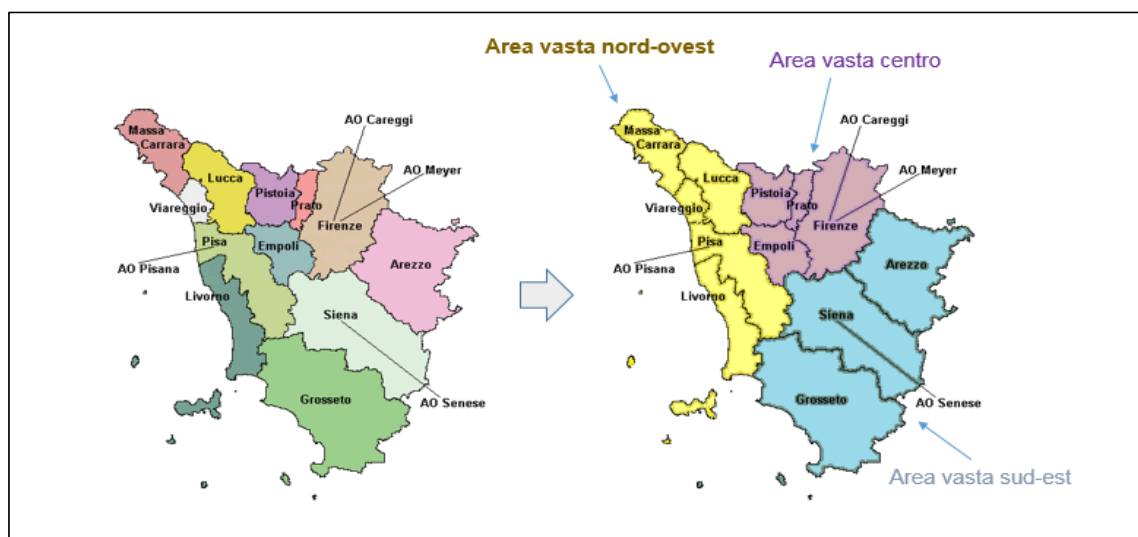 Area vasta nord-ovest
Area vasta centro
Massa
Carrara
Lucca
Viareggio
Pistoia
Prato
AO Careggi
AO Meyer
Firenze
Pisa
Empoli
AO Pisana
Livorno
Arezzo
Siena
Grosseto
AO Senese
Massa
Carrara
Lucca
Viareggio
Pistoia
Prato
AO Careggi
AO Meyer
Firenze
Pisa
Empoli
AO Pisana
Livorno
Arezzo
Siena
Grosseto
AO Senese
Area vasta sud-est